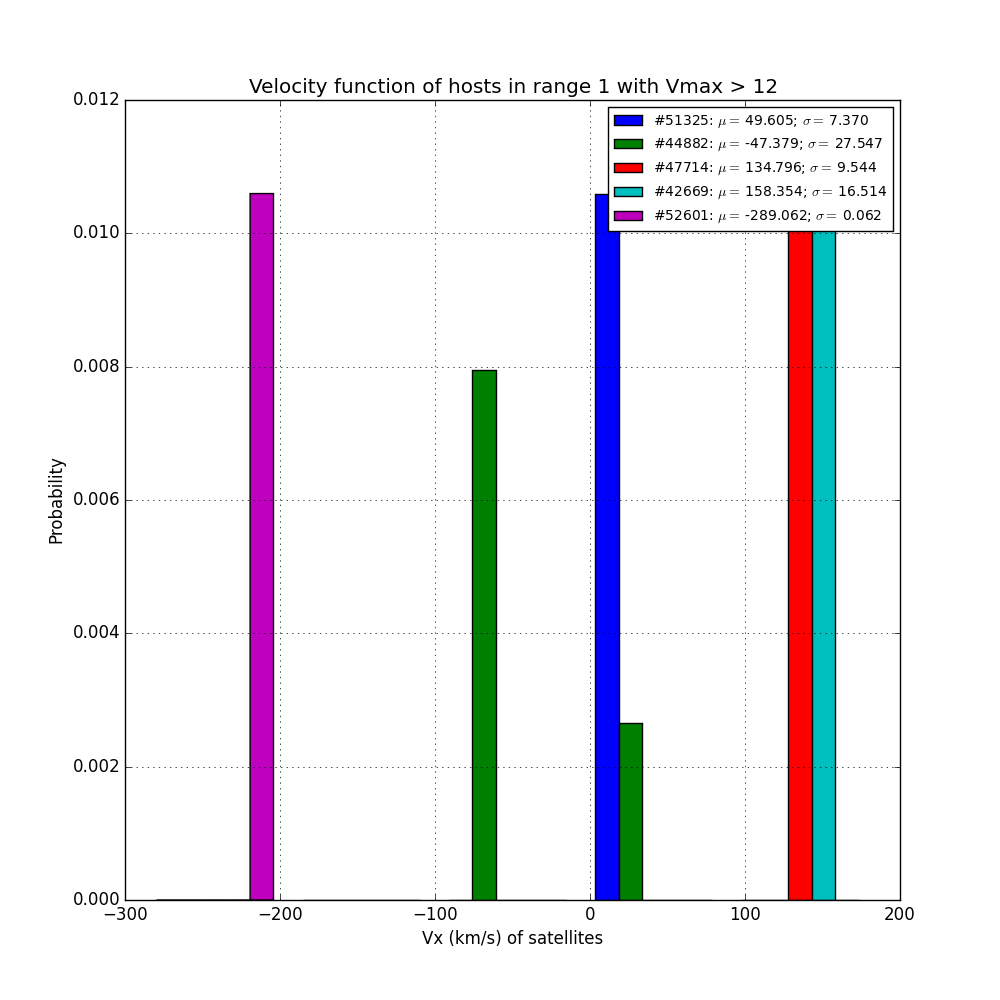 Velocity function of hosts in range 1 with Vmax > 12
0.012
#51325: μ = 49.605; σ = 7.370
#44882: μ = -47.379; σ = 27.547
#47714: μ = 134.796; σ = 9.544
#42669: μ = 158.354; σ = 16.514
#52601: μ = -289.062; σ = 0.062
0.010
0.008
0.006
Probability
0.004
0.002
0.000
−300 −200 −100 0 100 200
Vx (km/s) of satellites